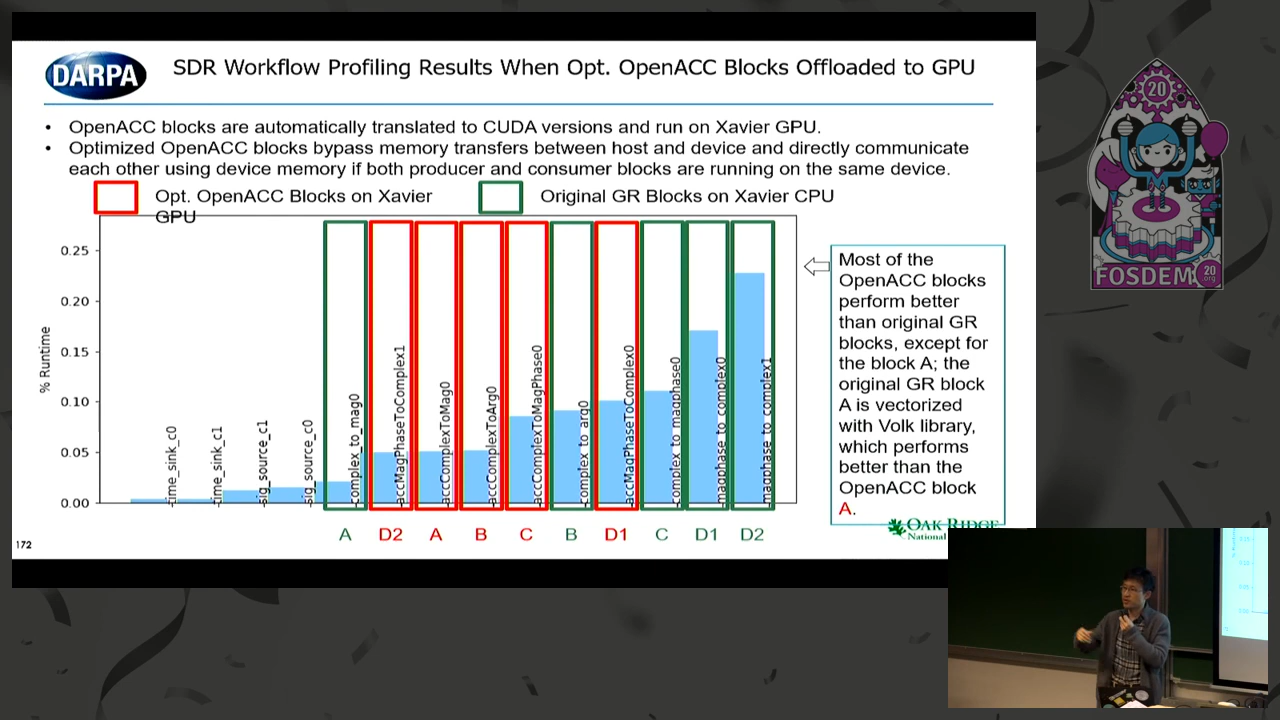 DARPA
SDR Workflow Profiling Results When Opt. OpenACC Blocks Offloaded to GPU
• OpenACC blocks are automatically translated to CUDA versions and run on Xavier GPU.
• Optimized OpenACC blocks bypass memory transfers between host and device and directly communicate
each other using device memory if both producer and consumer blocks are running on the same device.
Opt. OpenACC Blocks on Xavier
GPU
Original GR Blocks on Xavier CPU
% Runtime
0.25
0.20
0.15
0.10
0.05
0.00
time_sink_c0
time_sink_c1
sig_source_c1
sig_source_c0
complex_to_mag0
accMagPhaseToComplex1
accComplexToMag0
accComplexToArg0
accComplexToMagPhase0
complex_to_arg0
accMagPhaseToComplex0
complex_to_magphase0
magphase_to_complex0
magphase_to_complex1
A D2 A B C B D1 C D1 D2
Most of the
OpenACC blocks
perform better
than original GR
blocks, except for
the block A; the
original GR block
A is vectorized
with Volk library,
which performs
better than the
OpenACC block
A.
OAK RIDGE
National
172
20
FOSDEM
20
.org